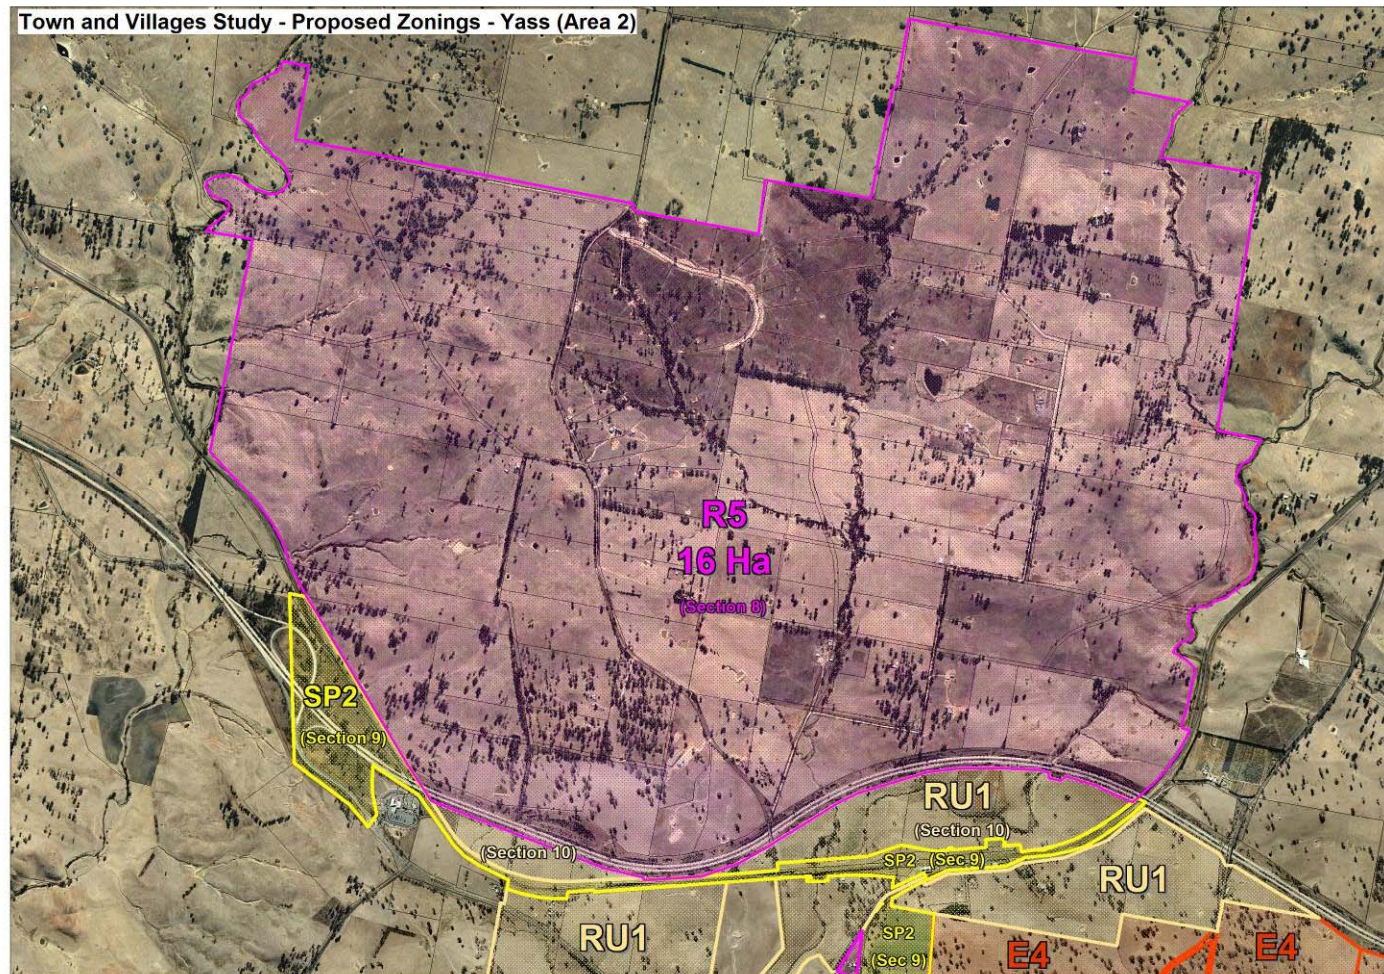 Town and Villages Study - Proposed Zonings - Yass (Area 2)
R5
16 Ha
(Section 8)
SP2
(Section 9)
RU1
(Section 10)
(Section 10)
SP2 (Sec 9)
RU1
RU1
SP2
(Sec 9)
E4
E4